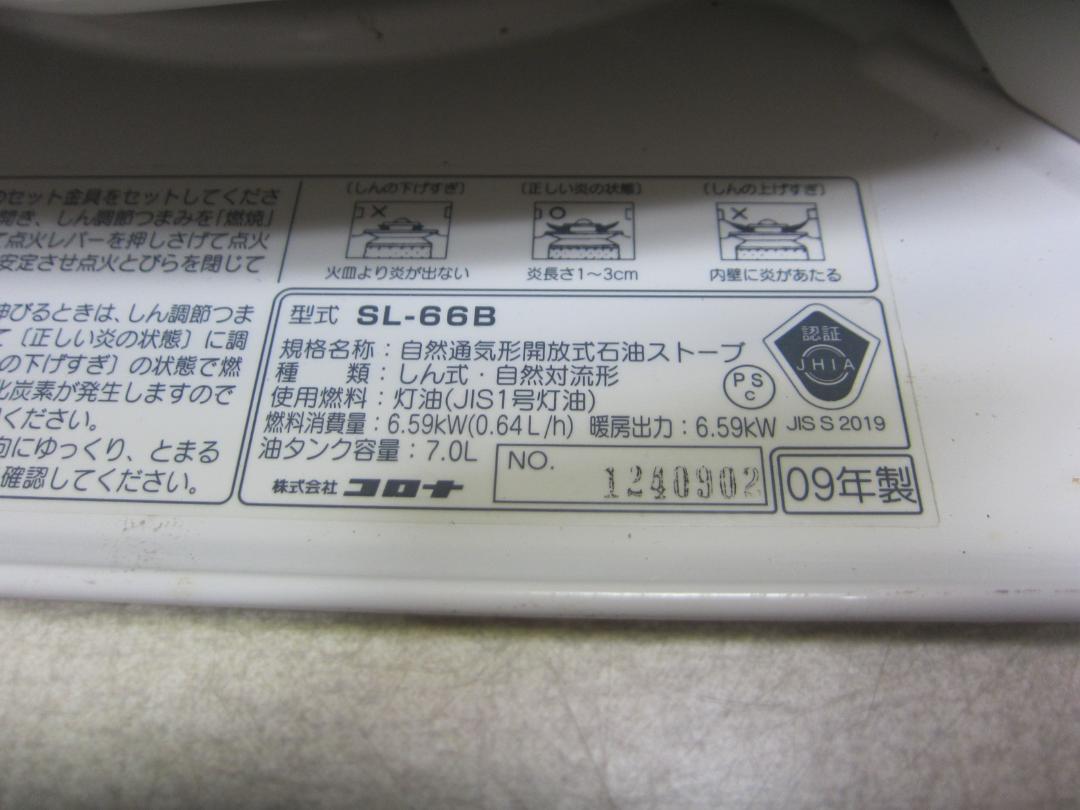 のセット金具をセットしてくださ
開き、しん調節つまみを「燃焼」
て点火レバーを押しさげて点火
安定させ点火とびらを閉じて
伸びるときは、しん調節つま
て〔正しい炎の状態〕に調
の下げすぎ〕の状態で燃
化炭素が発生しますので
ください。
向にゆっくり、とまる
確認してください。
〔しんの下げすぎ〕
火皿より炎が出ない
〔正しい炎の状態〕
炎長さ1〜3cm
〔しんの上げすぎ〕
内壁に炎があたる
型式 SL-66B
規格名称：自然通気形開放式石油ストーブ
種類：しん式・自然対流形
使用燃料：灯油(JIS1号灯油)
燃料消費量：6.59kW(0.64L/h) 暖房出力：6.59kW
油タンク容量：7.0L
株式会社 コロナ
NO. 1240902
09年製
認証
JHIA
JIS S 2019
PS
C